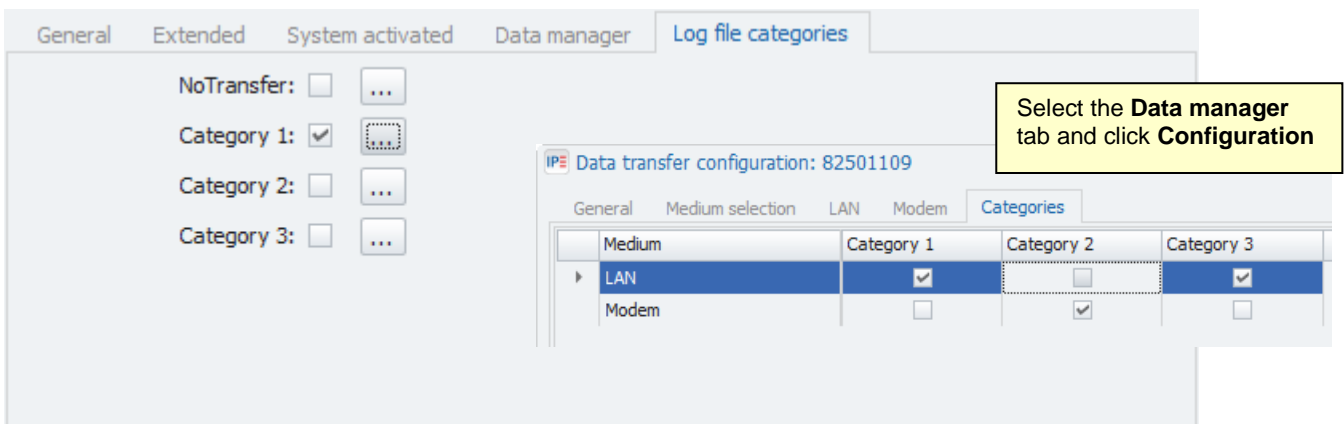 General Extended System activated Data manager Log file categories
NoTransfer: ...
Category 1: ...
Category 2: ...
Category 3: ...
Select the Data manager
tab and click Configuration
IPE Data transfer configuration: 82501109
General Medium selection LAN Modem Categories
Medium Category 1 Category 2 Category 3
LAN
Modem